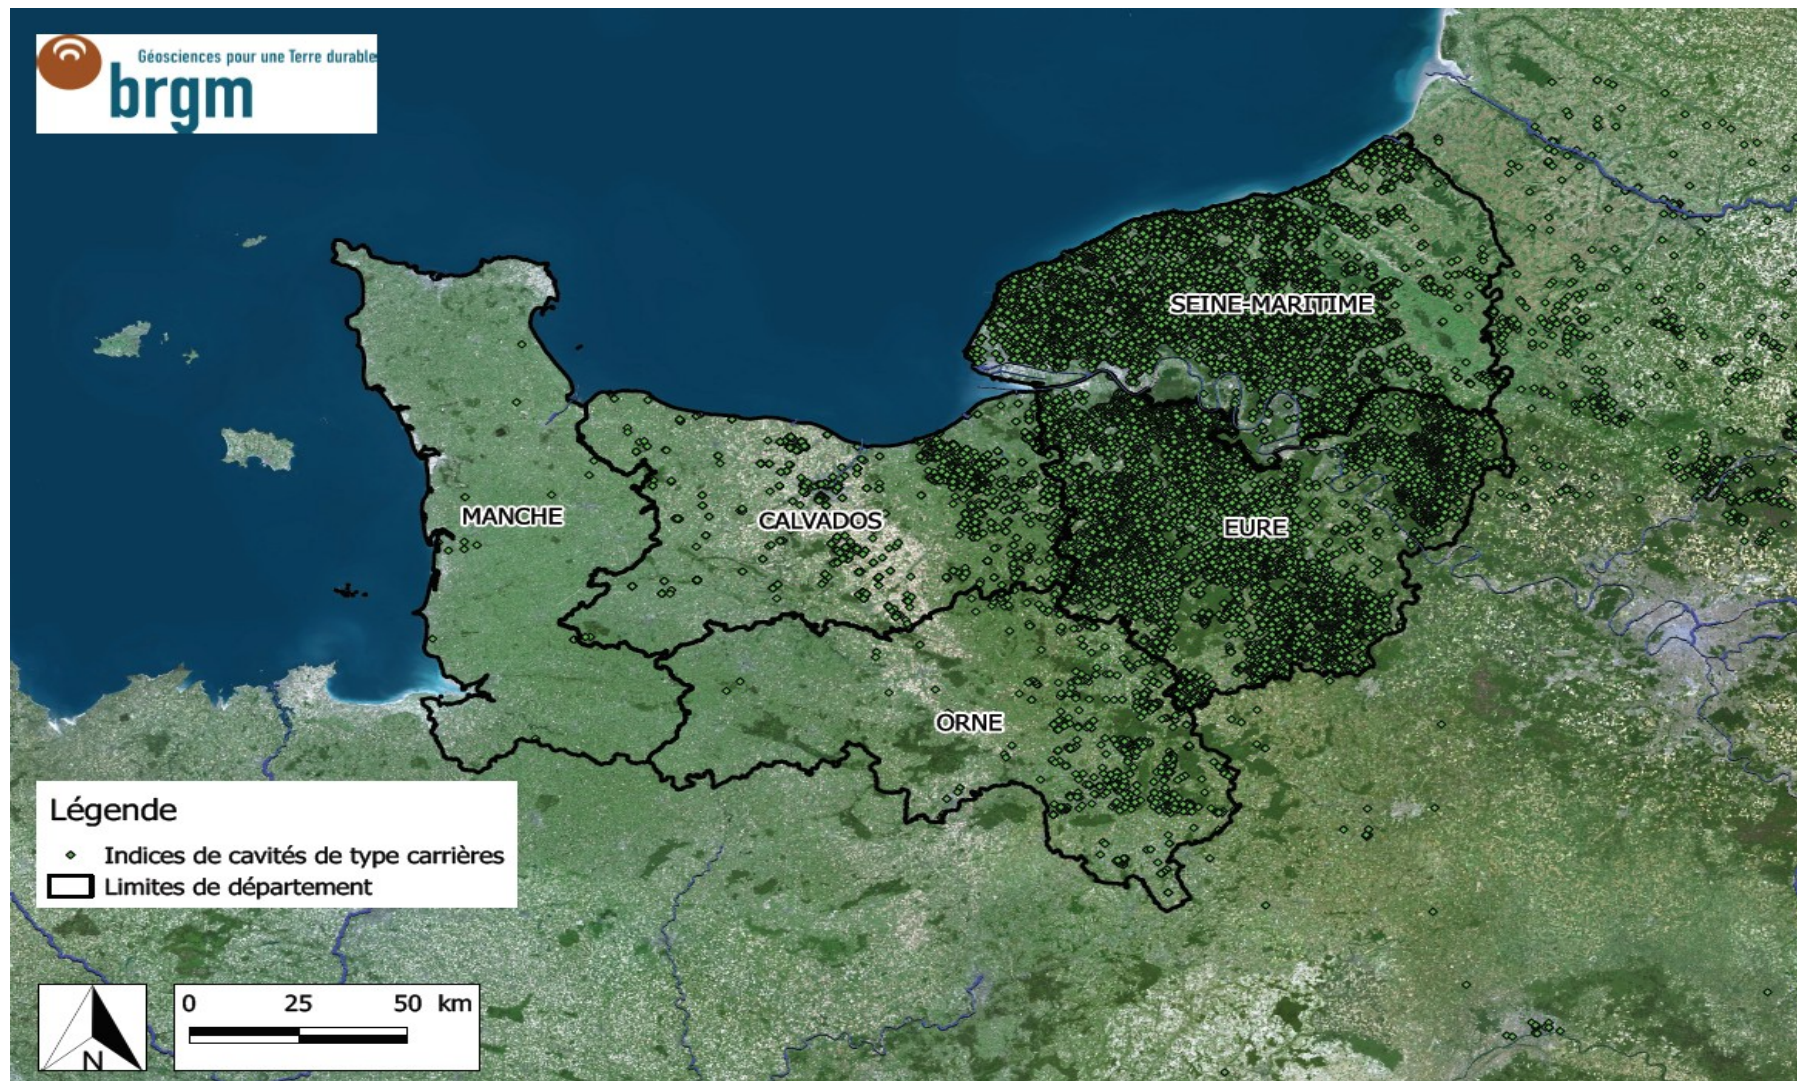 Géosciences pour une Terre durable
brgm
SEINE-MARITIME
MANCHE
CALVADOS
EURE
ORNE
Légende
Indices de cavités de type carrières
Limites de département
N
0 25 50 km